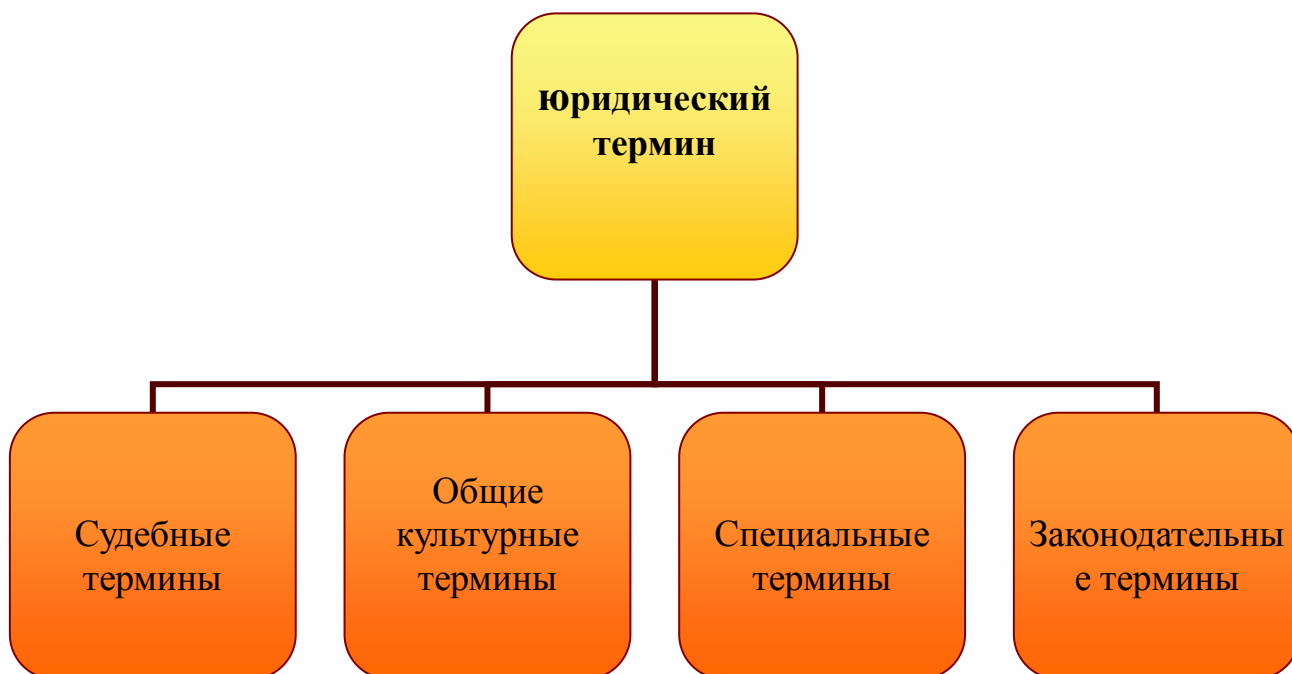 юридический
термин
Судебные
термины
Общие
культурные
термины
Специальные
термины
Законодательны
е термины